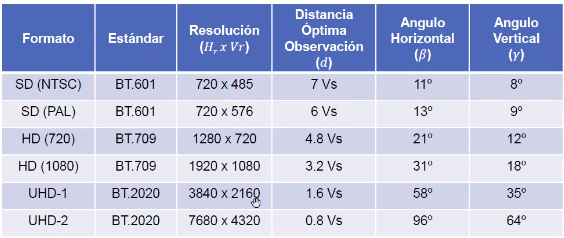 Formato Estándar Resolución (Hᵣ x Vr) Distancia Óptima Observación (d) Angulo Horizontal (β) Angulo Vertical (γ)
SD (NTSC) BT.601 720 x 485 7 Vs 11º 8º
SD (PAL) BT.601 720 x 576 6 Vs 13º 9º
HD (720) BT.709 1280 x 720 4.8 Vs 21º 12º
HD (1080) BT.709 1920 x 1080 3.2 Vs 31º 18º
UHD-1 BT.2020 3840 x 2160 1.6 Vs 58º 35º
UHD-2 BT.2020 7680 x 4320 0.8 Vs 96º 64º